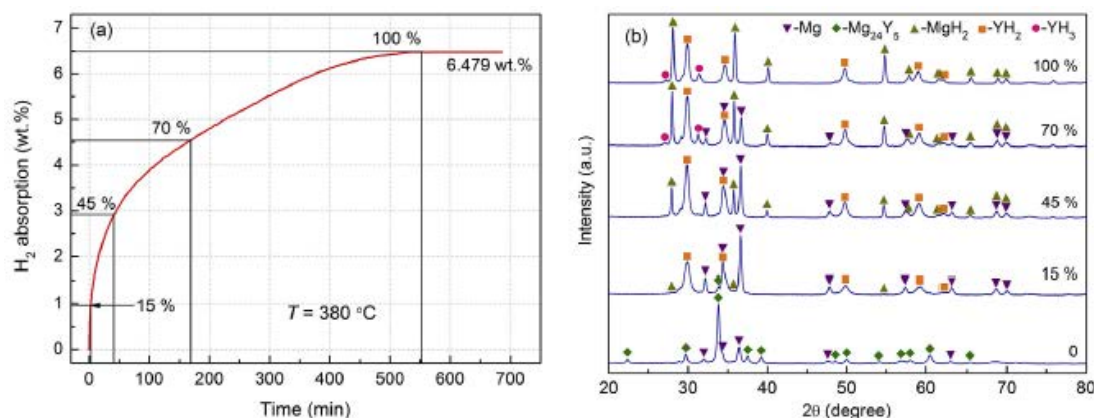 (a)
100 %
6.479 wt.%
70 %
45 %
15 %
T = 380 °C
H₂ absorption (wt.%)
7
6
5
4
3
2
1
0
0 100 200 300 400 500 600 700
Time (min)
(b)
-Mg -Mg₂₄Y₅ -MgH₂ -YH₂ -YH₃
100 %
70 %
45 %
15 %
0
Intensity (a.u.)
20 30 40 50 60 70 80
2θ (degree)